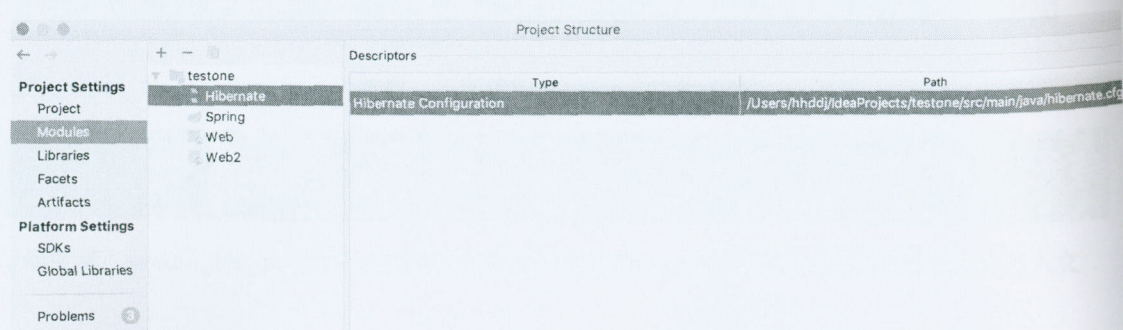 Project Structure
Descriptors
Type Path
Project Settings
testone
Hibernate
Hibernate Configuration /Users/hhddj/IdeaProjects/testone/src/main/java/hibernate.cfg
Project
Spring
Modules
Web
Libraries
Web2
Facets
Artifacts
Platform Settings
SDKs
Global Libraries
Problems 3